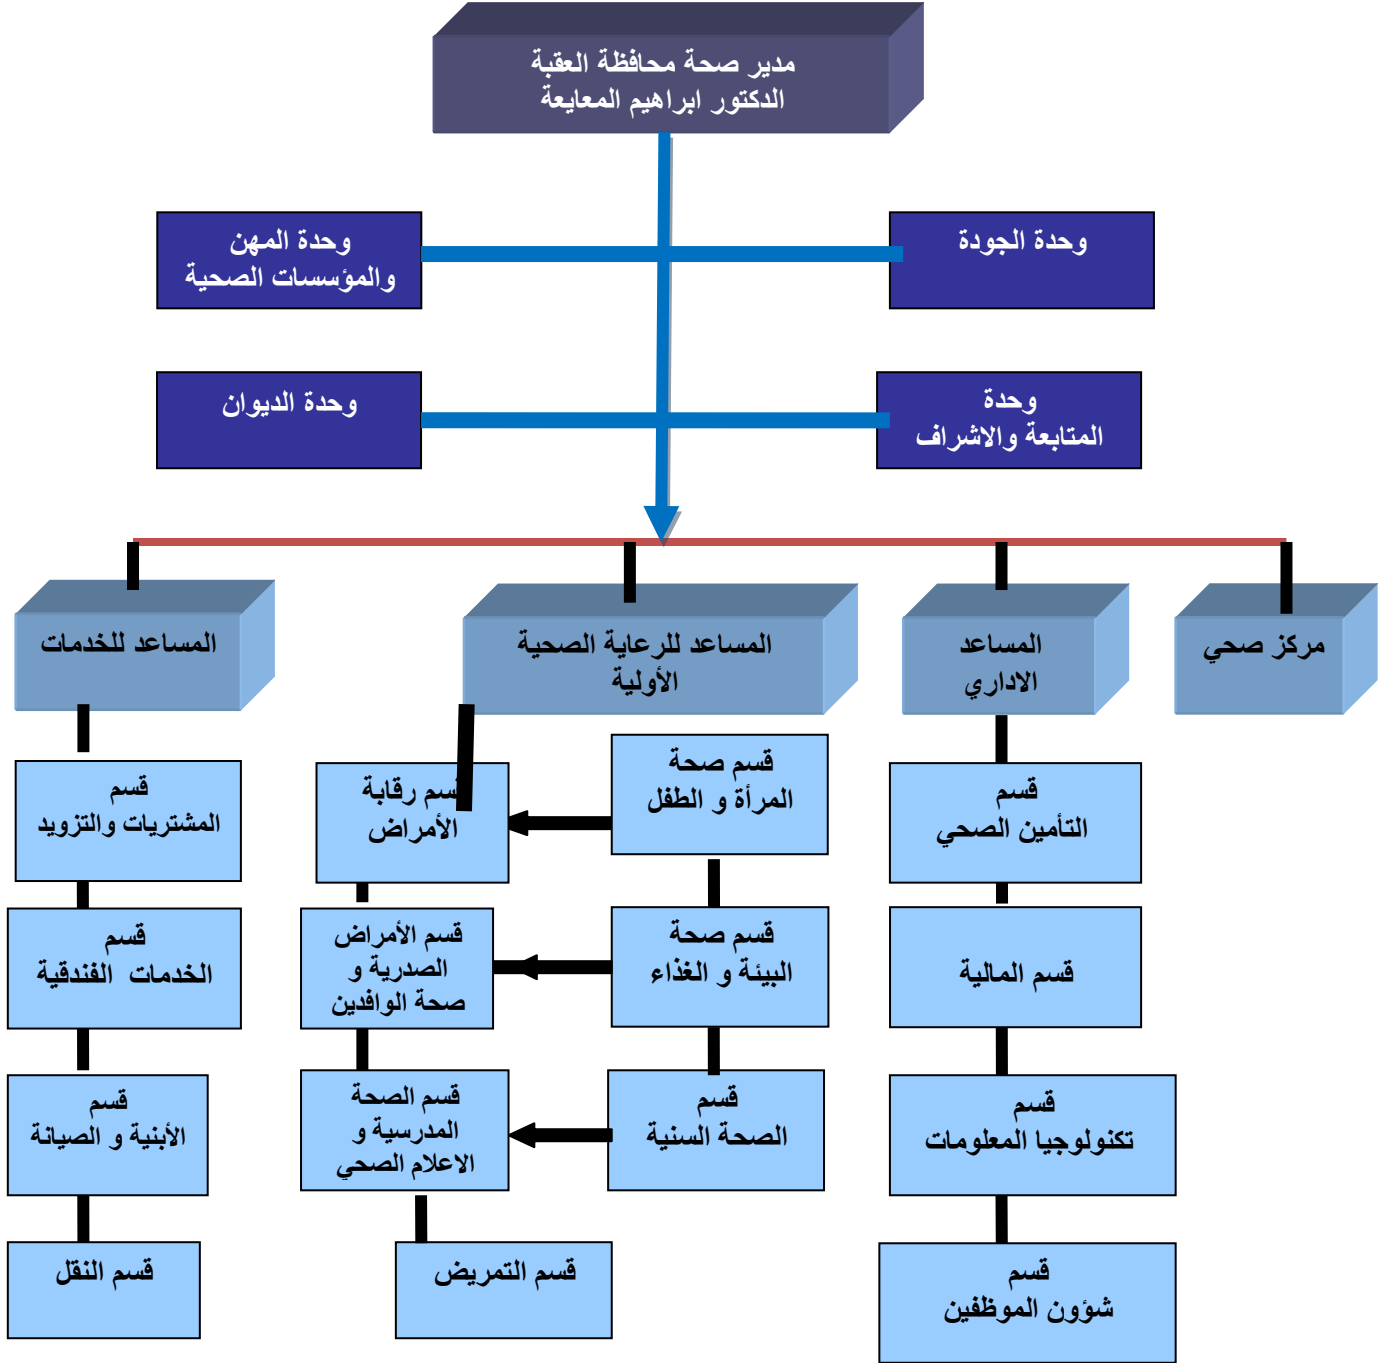 مدير صحة محافظة العقبة
الدكتور ابراهيم المعايعة
وحدة الجودة
وحدة المهن
والمؤسسات الصحية
وحدة
المتابعة والاشراف
وحدة الديوان
مركز صحي
المساعد
الاداري
المساعد للرعاية الصحية
الأولية
المساعد للخدمات
قسم
التأمين الصحي
قسم صحة
المرأة و الطفل
قسم رقابة
الأمراض
قسم
المشتريات والتزويد
قسم المالية
قسم صحة
البيئة و الغذاء
قسم الأمراض
الصدرية و
صحة الوافدين
قسم
الخدمات الفندقية
قسم
تكنولوجيا المعلومات
قسم
الصحة السنية
قسم الصحة
المدرسية و
الاعلام الصحي
قسم
الأبنية و الصيانة
قسم
شؤون الموظفين
قسم التمريض
قسم النقل